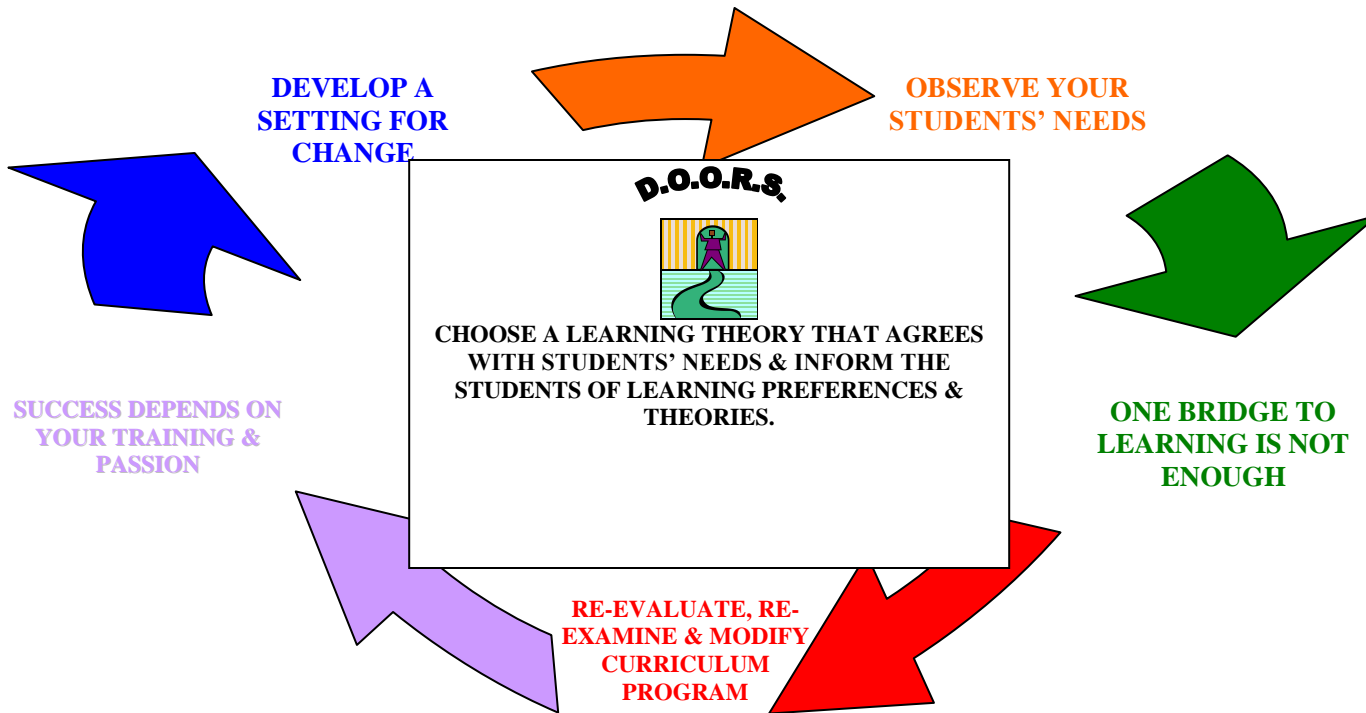 DEVELOP A
SETTING FOR
CHANGE
OBSERVE YOUR
STUDENTS' NEEDS
D.O.O.R.S.
CHOOSE A LEARNING THEORY THAT AGREES
WITH STUDENTS' NEEDS & INFORM THE
STUDENTS OF LEARNING PREFERENCES &
THEORIES.
ONE BRIDGE TO
LEARNING IS NOT
ENOUGH
RE-EVALUATE, RE-
EXAMINE & MODIFY
CURRICULUM
PROGRAM
SUCCESS DEPENDS ON
YOUR TRAINING &
PASSION